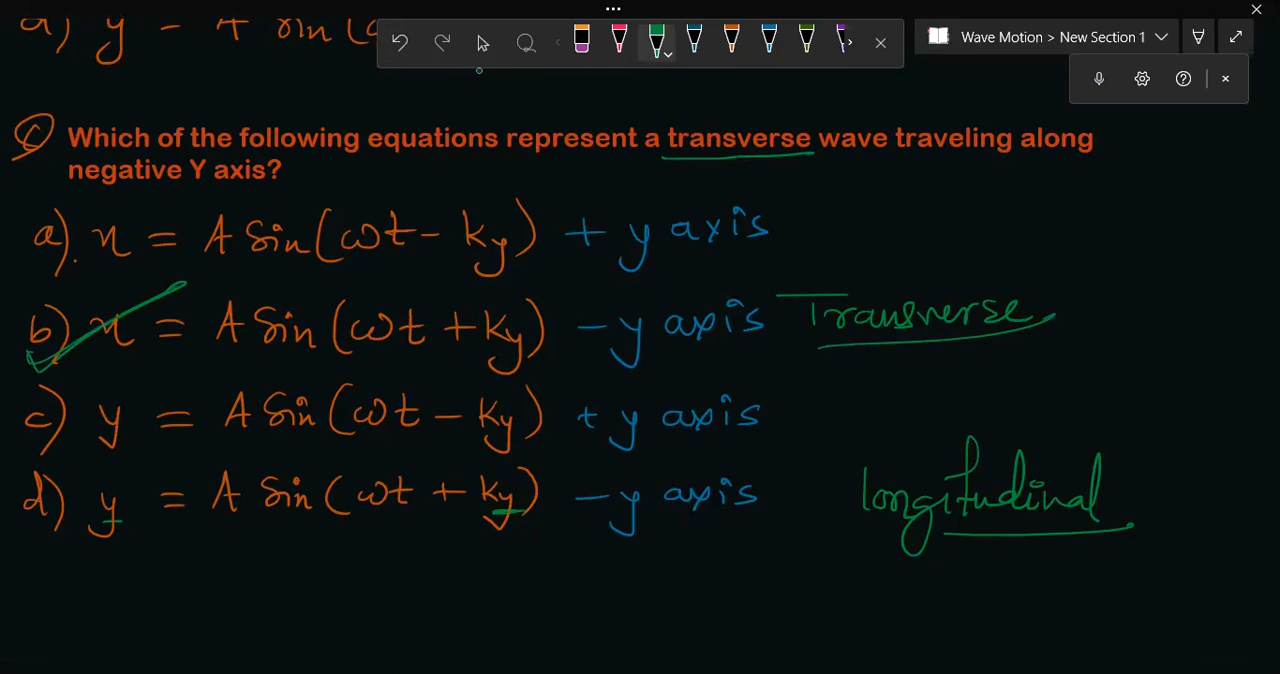 Wave Motion > New Section 1
Q Which of the following equations represent a transverse wave traveling along
negative Y axis?
a). x = A Sin(ωt - ky) + y axis
b) x = A Sin(ωt + ky) - y axis Transverse
c) y = A Sin(ωt - ky) + y axis
d) y = A Sin(ωt + ky) - y axis longitudinal